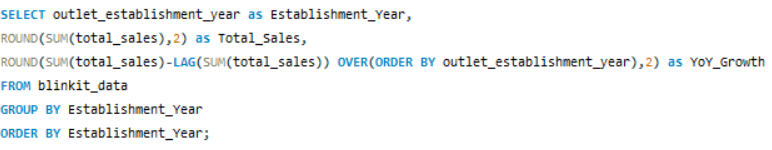 SELECT outlet_establishment_year as Establishment_Year,
ROUND(SUM(total_sales),2) as Total_Sales,
ROUND(SUM(total_sales)-LAG(SUM(total_sales)) OVER(ORDER BY outlet_establishment_year),2) as YoY_Growth
FROM blinkit_data
GROUP BY Establishment_Year
ORDER BY Establishment_Year;